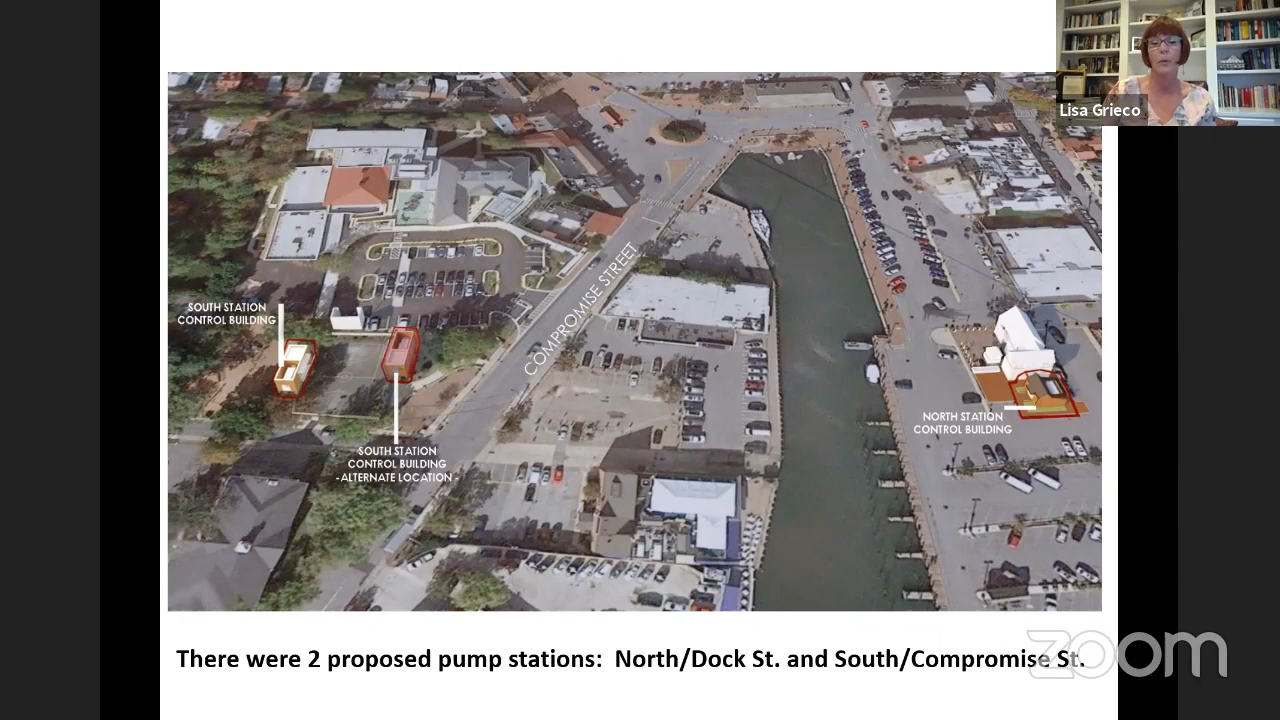 Lisa Grieco
COMPROMISE STREET
SOUTH STATION
CONTROL BUILDING
SOUTH STATION
CONTROL BUILDING
-ALTERNATE LOCATION -
NORTH STATION
CONTROL BUILDING
There were 2 proposed pump stations:  North/Dock St. and South/Compromise St.
zoom